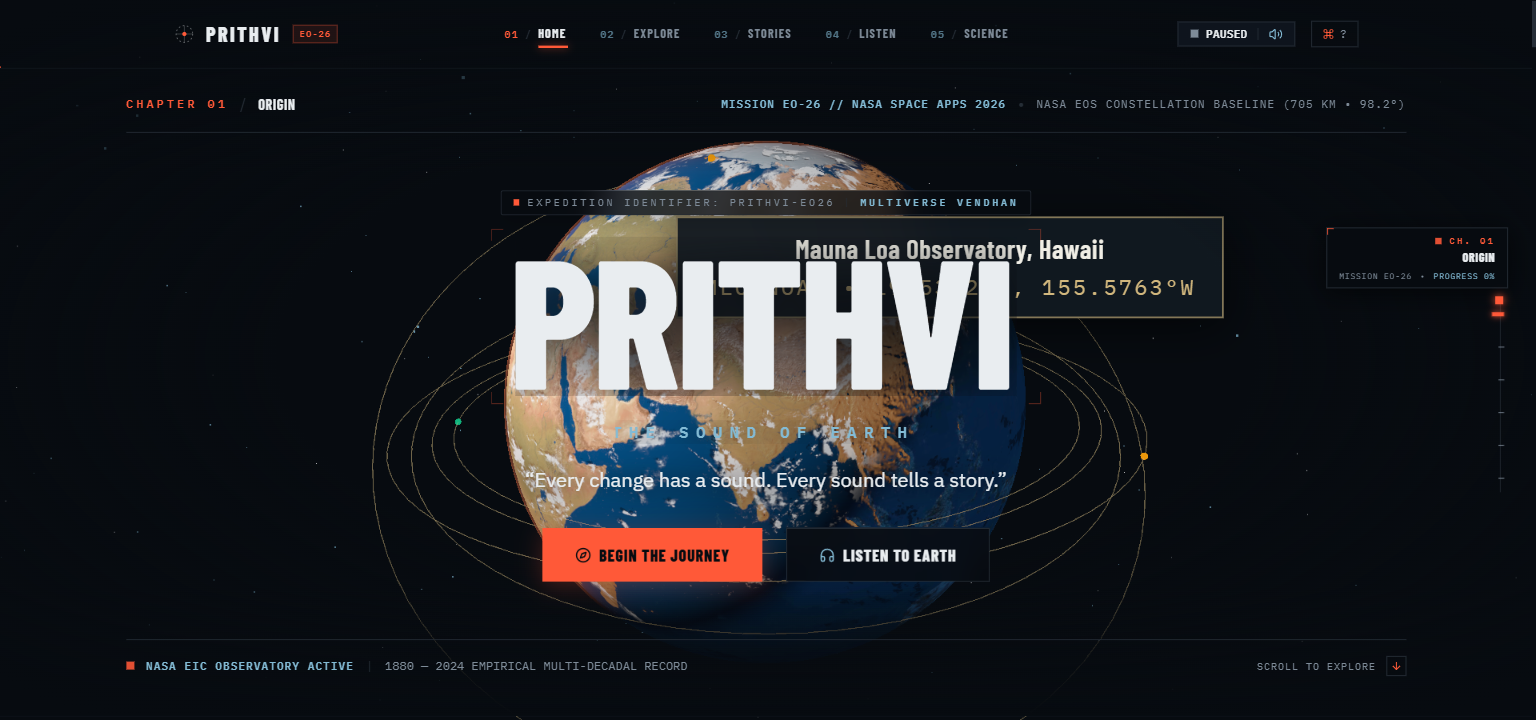 PRITHVI EO-26
01 / HOME 02 / EXPLORE 03 / STORIES 04 / LISTEN 05 / SCIENCE
PAUSED
⌘ ?
CHAPTER 01 / ORIGIN
MISSION EO-26 // NASA SPACE APPS 2026 • NASA EOS CONSTELLATION BASELINE (705 KM • 98.2°)
EXPEDITION IDENTIFIER: PRITHVI-EO26 MULTIVERSE VENDHAN
Mauna Loa Observatory, Hawaii
, 155.5763°W
PRITHVI
THE SOUND OF EARTH
“Every change has a sound. Every sound tells a story.”
BEGIN THE JOURNEY
LISTEN TO EARTH
CH. 01
ORIGIN
MISSION EO-26 • PROGRESS 0%
NASA EIC OBSERVATORY ACTIVE | 1880 — 2024 EMPIRICAL MULTI-DECADAL RECORD
SCROLL TO EXPLORE